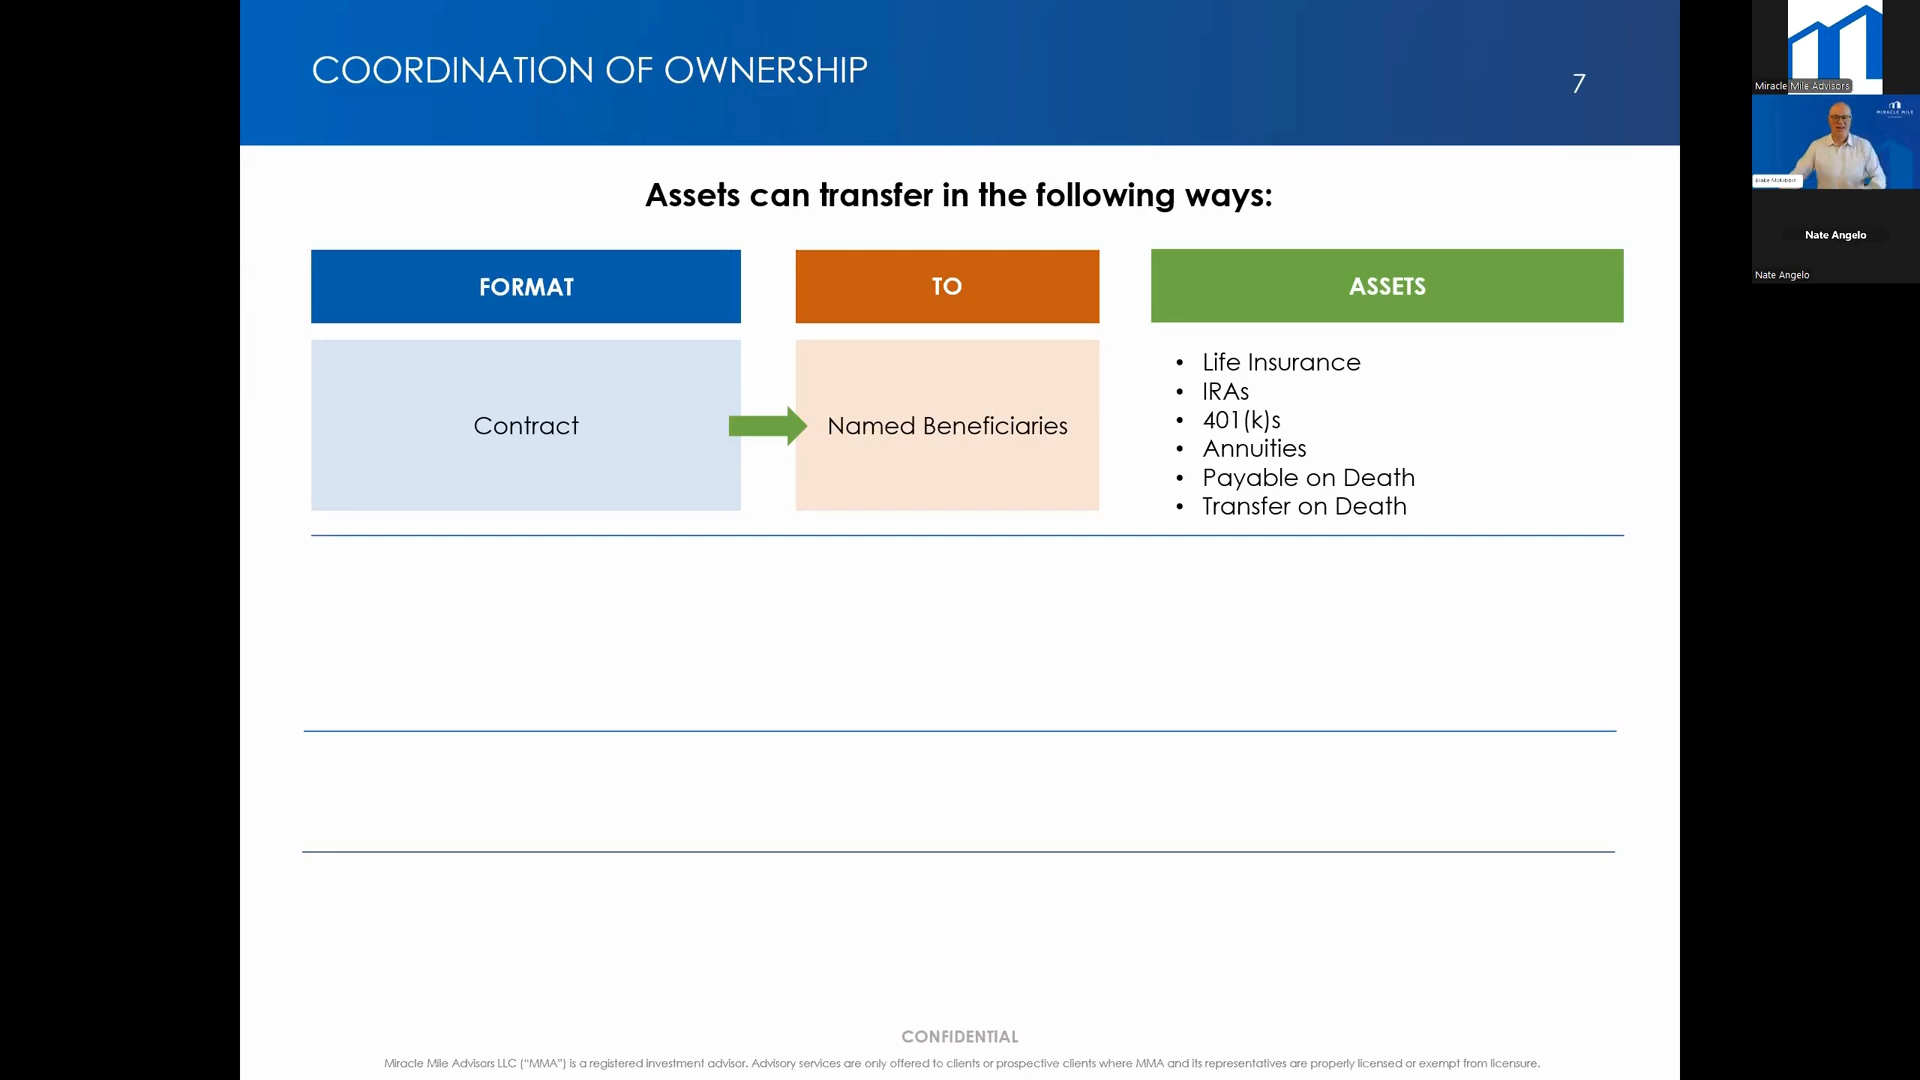 COORDINATION OF OWNERSHIP
7
Assets can transfer in the following ways:
FORMAT
TO
ASSETS
Contract
Named Beneficiaries
• Life Insurance
• IRAs
• 401(k)s
• Annuities
• Payable on Death
• Transfer on Death
CONFIDENTIAL
Miracle Mile Advisors LLC (“MMA”) is a registered investment advisor. Advisory services are only offered to clients or prospective clients where MMA and its representatives are properly licensed or exempt from licensure.
Miracle Mile Advisors
MIRACLE MILE
Nate Angelo
Nate Angelo